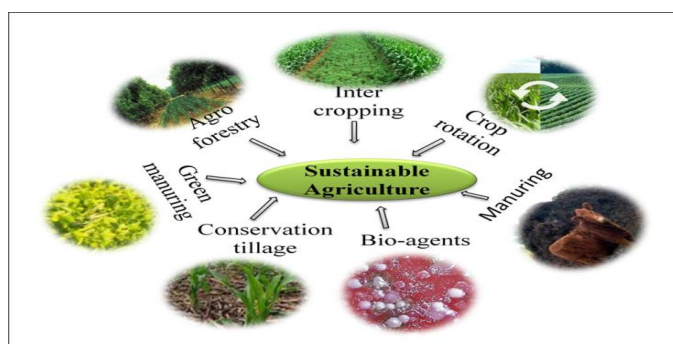 Inter
cropping
Agro
forestry
Crop
rotation
Sustainable
Agriculture
Green
manuring
Manuring
Conservation
tillage
Bio-agents